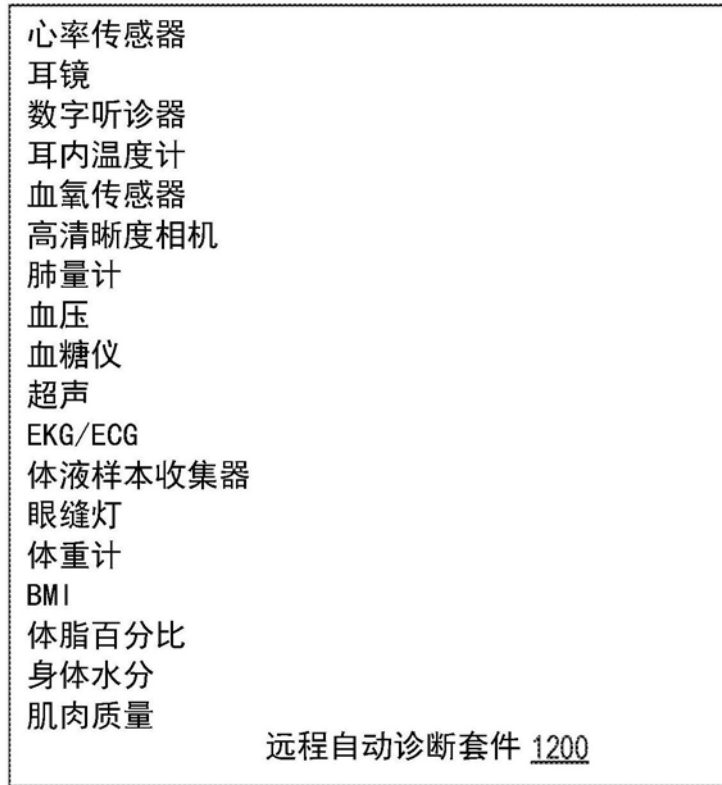 心率传感器
耳镜
数字听诊器
耳内温度计
血氧传感器
高清晰度相机
肺量计
血压
血糖仪
超声
EKG/ECG
体液样本收集器
眼缝灯
体重计
BMI
体脂百分比
身体水分
肌肉质量
远程自动诊断套件 1200